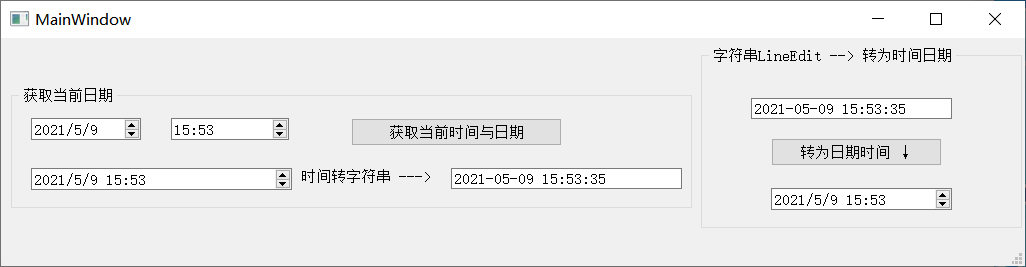 MainWindow
获取当前日期
2021/5/9
15:53
获取当前时间与日期
2021/5/9 15:53
时间转字符串 --->
2021-05-09 15:53:35
字符串LineEdit --> 转为时间日期
2021-05-09 15:53:35
转为日期时间 ↓
2021/5/9 15:53